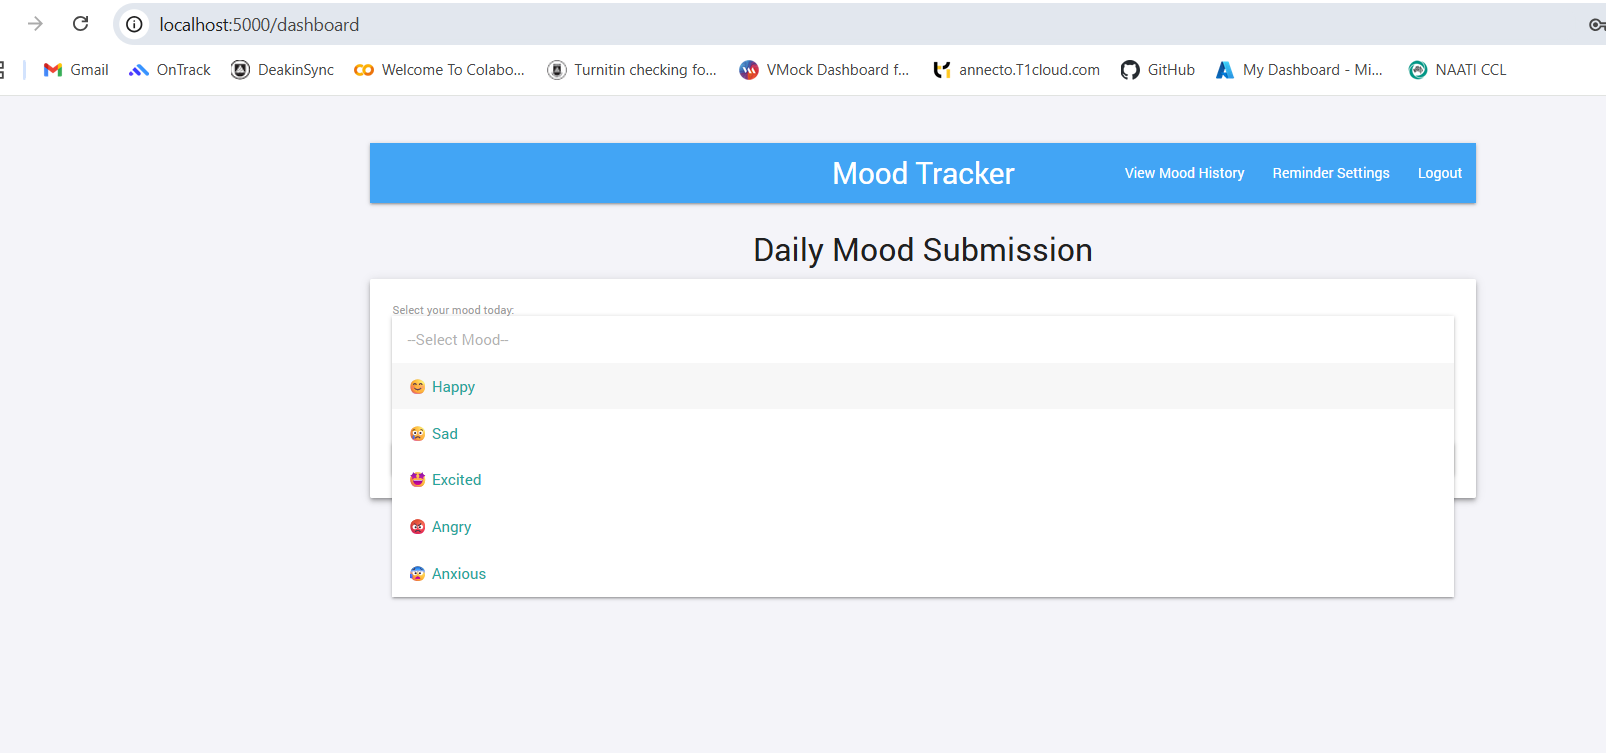 localhost:5000/dashboard
Gmail OnTrack DeakinSync Welcome To Colabo... Turnitin checking fo... VMock Dashboard f... annecto.T1cloud.com GitHub My Dashboard - Mi... NAATI CCL
Mood Tracker View Mood History Reminder Settings Logout
Daily Mood Submission
Select your mood today:
--Select Mood--
😊 Happy
😢 Sad
🤩 Excited
😡 Angry
😰 Anxious